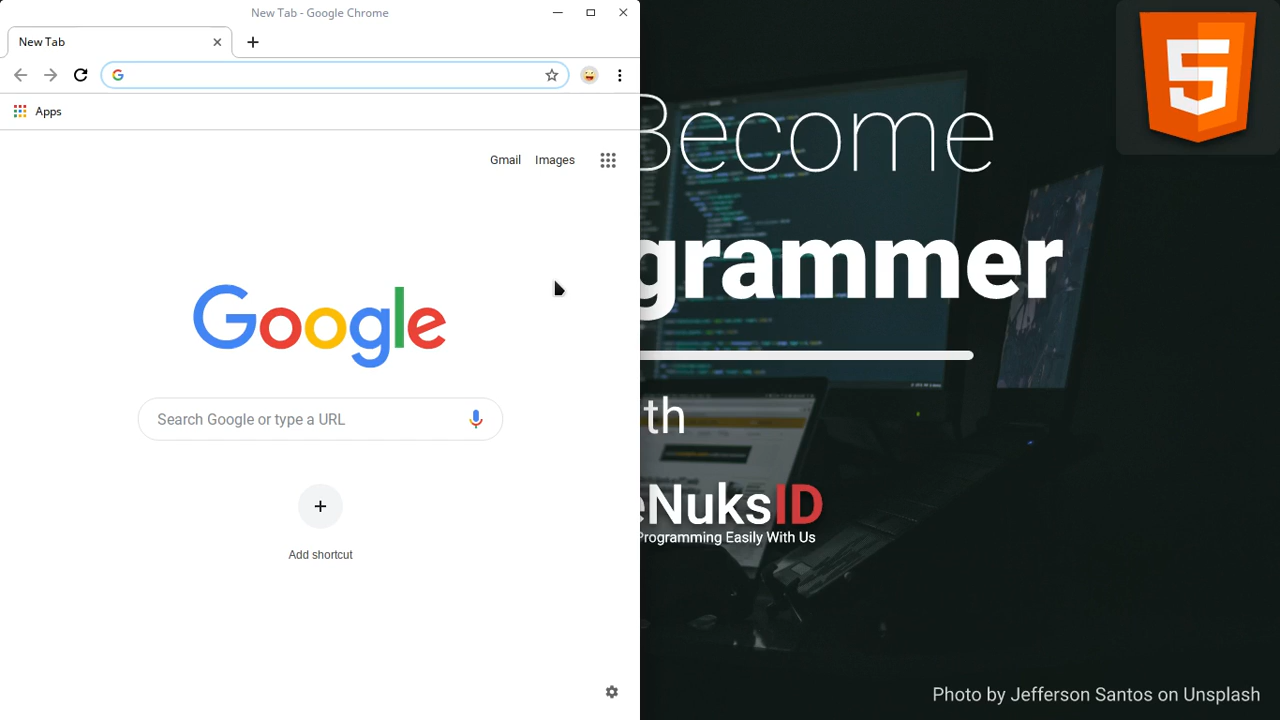 New Tab - Google Chrome
New Tab
Apps
Gmail
Images
Google
Search Google or type a URL
Add shortcut
Become
grammer
th
eNuksID
Programming Easily With Us
5
Photo by Jefferson Santos on Unsplash